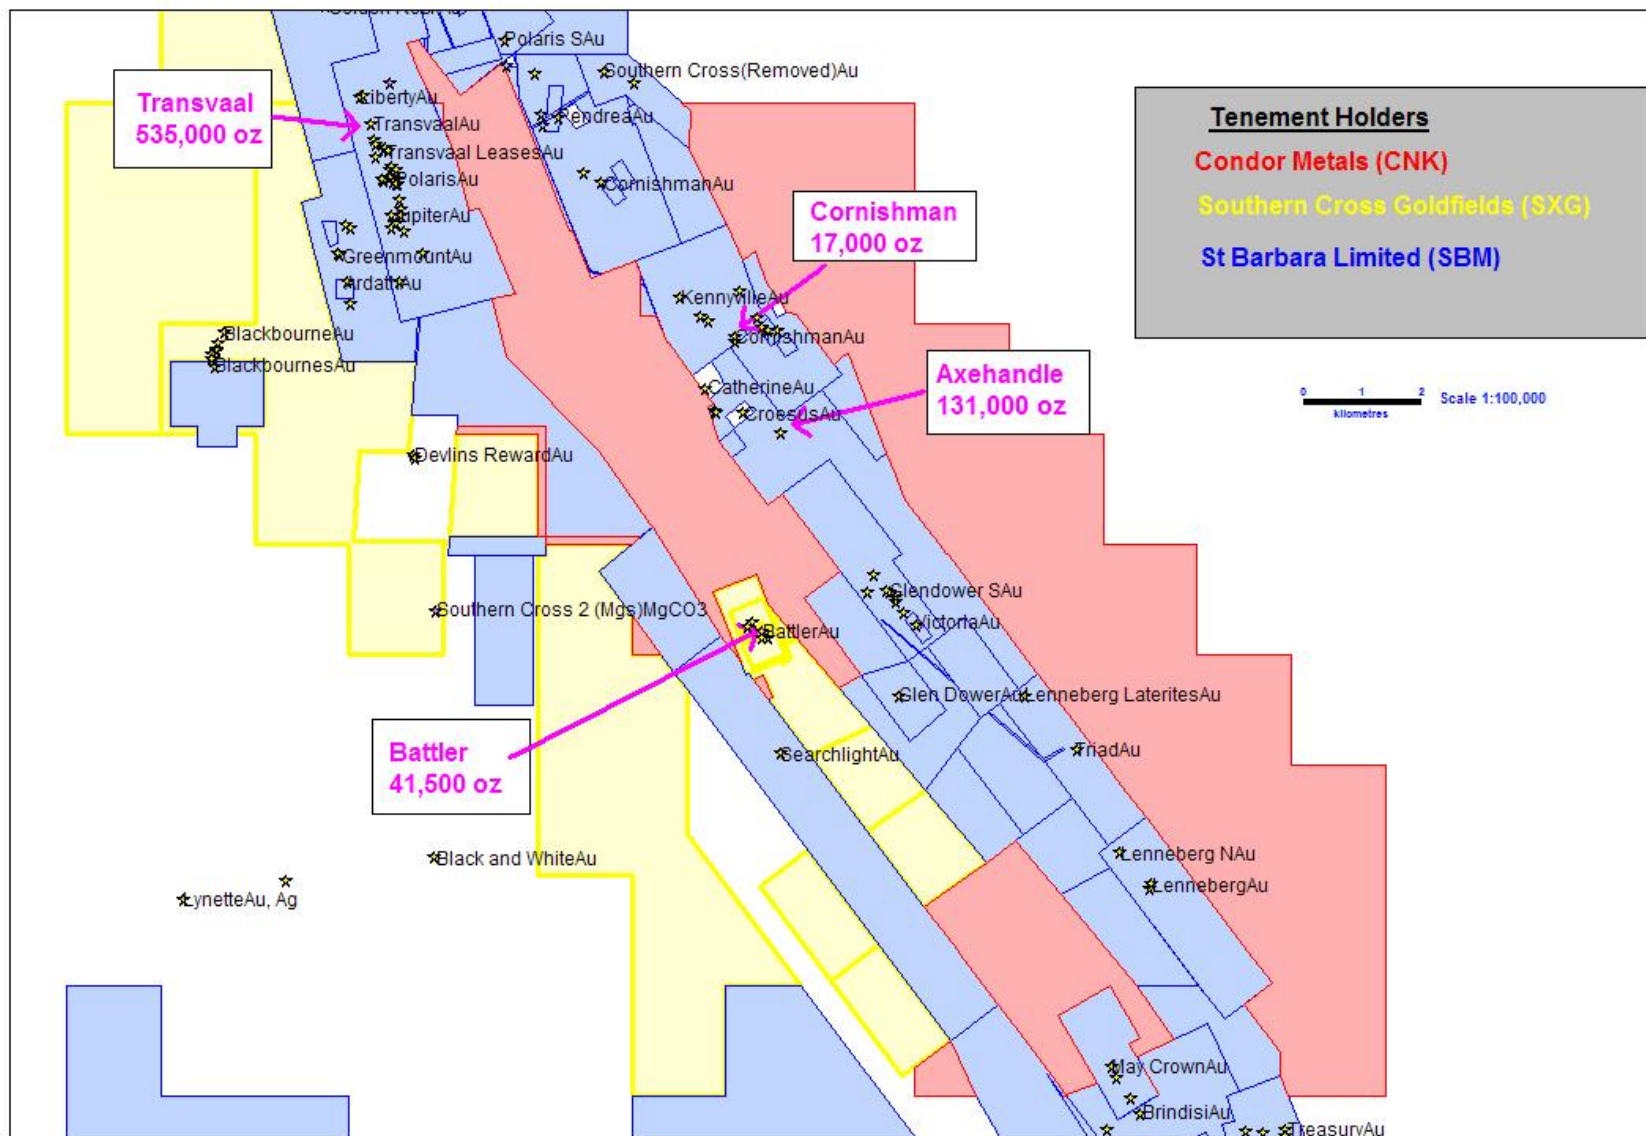 Polaris SAu
Southern Cross(Removed)Au
Tenement Holders
Condor Metals (CNK)
Southern Cross Goldfields (SXG)
St Barbara Limited (SBM)
Transvaal
535,000 oz
LibertyAu
TransvaalAu
PendreaAu
Transvaal LeasesAu
PolarisAu
CornishmanAu
JupiterAu
Cornishman
17,000 oz
GreenmountAu
ArdathAu
KennyvilleAu
BlackbourneAu
CornishmanAu
BlackbournesAu
Axehandle
131,000 oz
CatherineAu
CroesusAu
0 1 2
kilometres
Scale 1:100,000
Devlins RewardAu
Glendower SAu
Southern Cross 2 (Mgs)MgCO3
VictoriaAu
BattlerAu
Glen DowerAu
Lenneberg LateritesAu
Battler
41,500 oz
SearchlightAu
TriadAu
Black and WhiteAu
Lenneberg NAu
LennebergAu
LynetteAu, Ag
May CrownAu
BrindisiAu
TreasuryAu